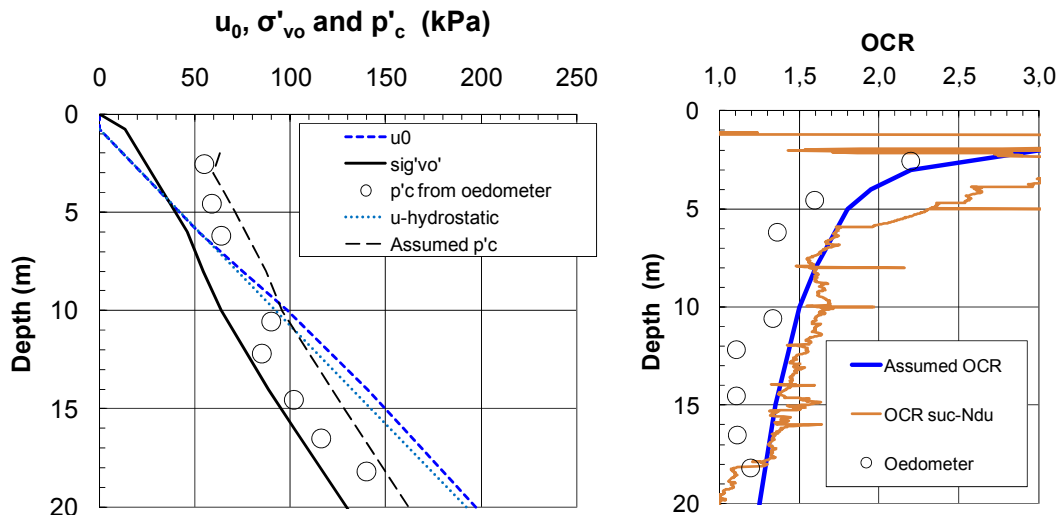 u0, σ'vo and p'c (kPa)
0 50 100 150 200 250
0
5
10
15
20
Depth (m)
u0
sig'vo'
p'c from oedometer
u-hydrostatic
Assumed p'c
OCR
1,0 1,5 2,0 2,5 3,0
0
5
10
15
20
Depth (m)
Assumed OCR
OCR suc-Ndu
Oedometer